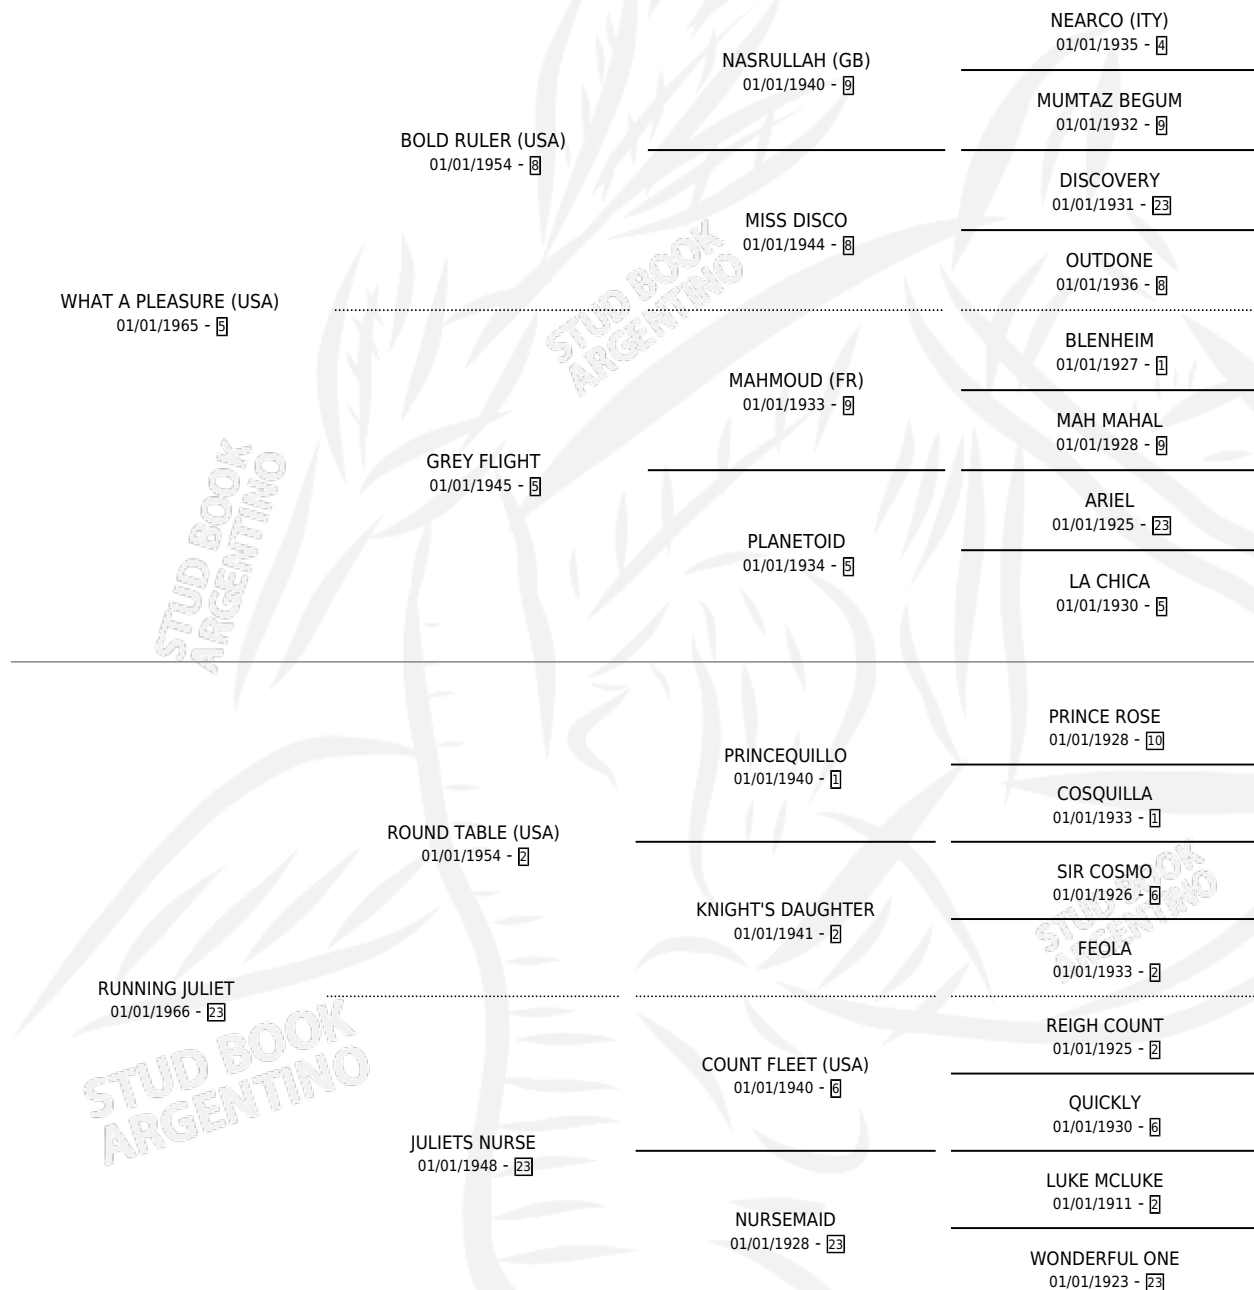 NEARCO (ITY)
01/01/1935 - 4
NASRULLAH (GB)
01/01/1940 - 9
MUMTAZ BEGUM
01/01/1932 - 9
BOLD RULER (USA)
01/01/1954 - 8
DISCOVERY
01/01/1931 - 23
MISS DISCO
01/01/1944 - 8
OUTDONE
01/01/1936 - 8
WHAT A PLEASURE (USA)
01/01/1965 - 5
BLENHEIM
01/01/1927 - 1
MAHMOUD (FR)
01/01/1933 - 9
MAH MAHAL
01/01/1928 - 9
GREY FLIGHT
01/01/1945 - 5
ARIEL
01/01/1925 - 23
PLANETOID
01/01/1934 - 5
LA CHICA
01/01/1930 - 5
PRINCE ROSE
01/01/1928 - 10
PRINCEQUILLO
01/01/1940 - 1
COSQUILLA
01/01/1933 - 1
ROUND TABLE (USA)
01/01/1954 - 2
SIR COSMO
01/01/1926 - 6
KNIGHT'S DAUGHTER
01/01/1941 - 2
FEOLA
01/01/1933 - 2
RUNNING JULIET
01/01/1966 - 23
REIGH COUNT
01/01/1925 - 2
COUNT FLEET (USA)
01/01/1940 - 6
QUICKLY
01/01/1930 - 6
JULIETS NURSE
01/01/1948 - 23
LUKE MCLUKE
01/01/1911 - 2
NURSEMAID
01/01/1928 - 23
WONDERFUL ONE
01/01/1923 - 23
STUD BOOK
ARGENTINO
STUD BOOK
ARGENTINO
STUD BOOK
ARGENTINO
STUD BOOK
ARGENTINO